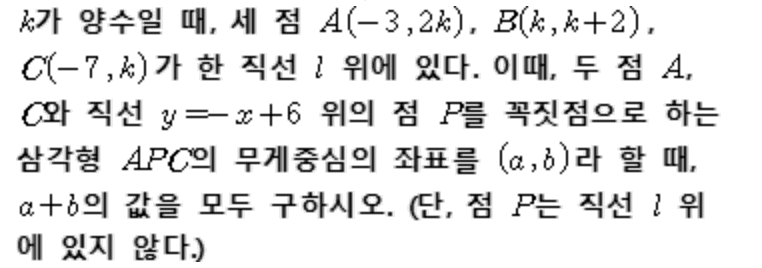 k가 양수일 때, 세 점 A(−3,2k), B(k,k+2),
C(−7,k)가 한 직선 l 위에 있다. 이때, 두 점 A,
C와 직선 y=−x+6 위의 점 P를 꼭짓점으로 하는
삼각형 APC의 무게중심의 좌표를 (a,b)라 할 때,
a+b의 값을 모두 구하시오. (단, 점 P는 직선 l 위
에 있지 않다.)